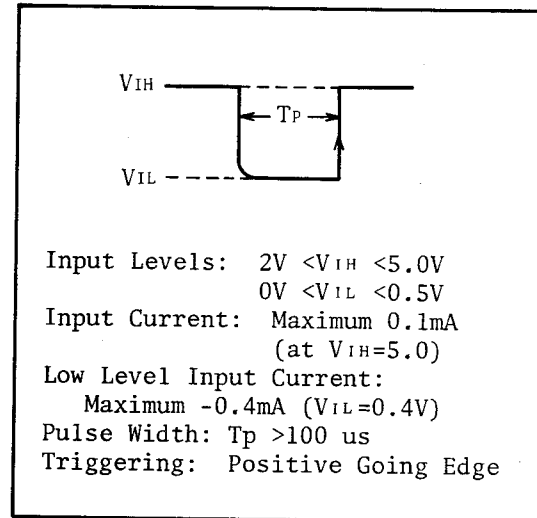 VIH
TP
VIL
Input Levels: 2V <VIH <5.0V
0V <VIL <0.5V
Input Current: Maximum 0.1mA
(at VIH=5.0)
Low Level Input Current:
Maximum -0.4mA (VIL=0.4V)
Pulse Width: Tp >100 us
Triggering: Positive Going Edge